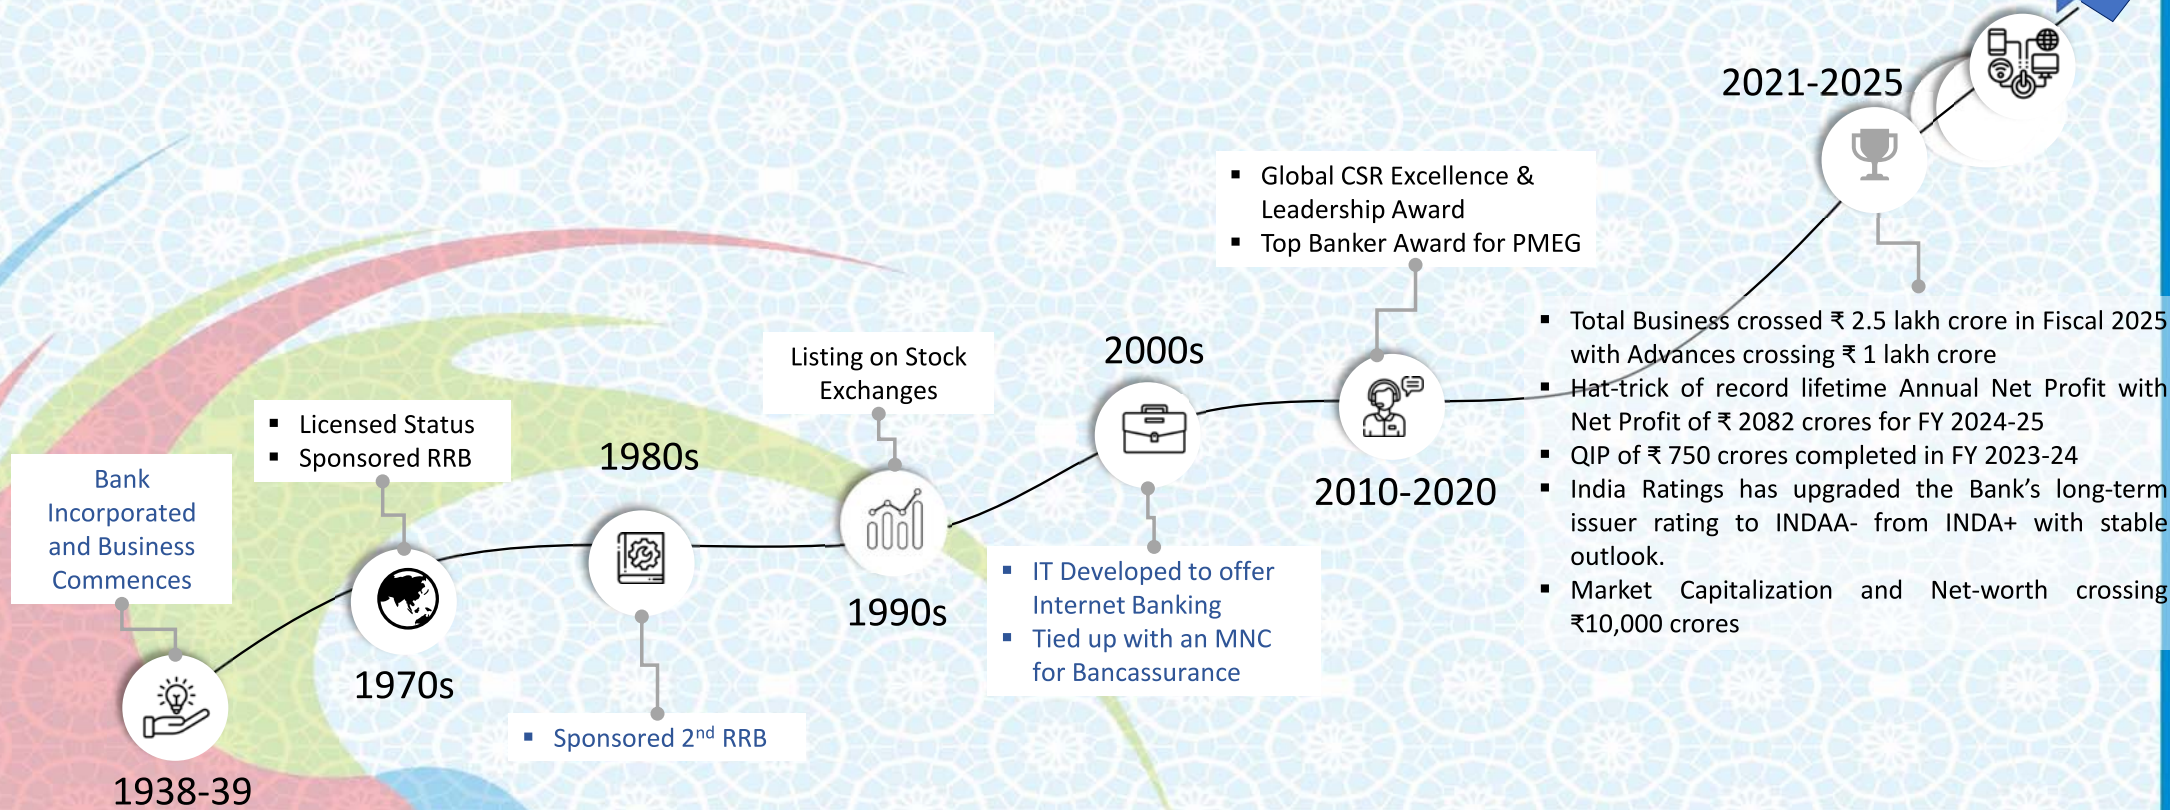 Bank
Incorporated
and Business
Commences
1938-39
▪ Licensed Status
▪ Sponsored RRB
1970s
1980s
▪ Sponsored 2nd RRB
Listing on Stock
Exchanges
1990s
2000s
▪ IT Developed to offer
Internet Banking
▪ Tied up with an MNC
for Bancassurance
▪ Global CSR Excellence &
Leadership Award
▪ Top Banker Award for PMEG
2010-2020
2021-2025
▪ Total Business crossed ₹ 2.5 lakh crore in Fiscal 2025
with Advances crossing ₹ 1 lakh crore
▪ Hat-trick of record lifetime Annual Net Profit with
Net Profit of ₹ 2082 crores for FY 2024-25
▪ QIP of ₹ 750 crores completed in FY 2023-24
▪ India Ratings has upgraded the Bank’s long-term
issuer rating to INDAA- from INDA+ with stable
outlook.
▪ Market Capitalization and Net-worth crossing
₹10,000 crores